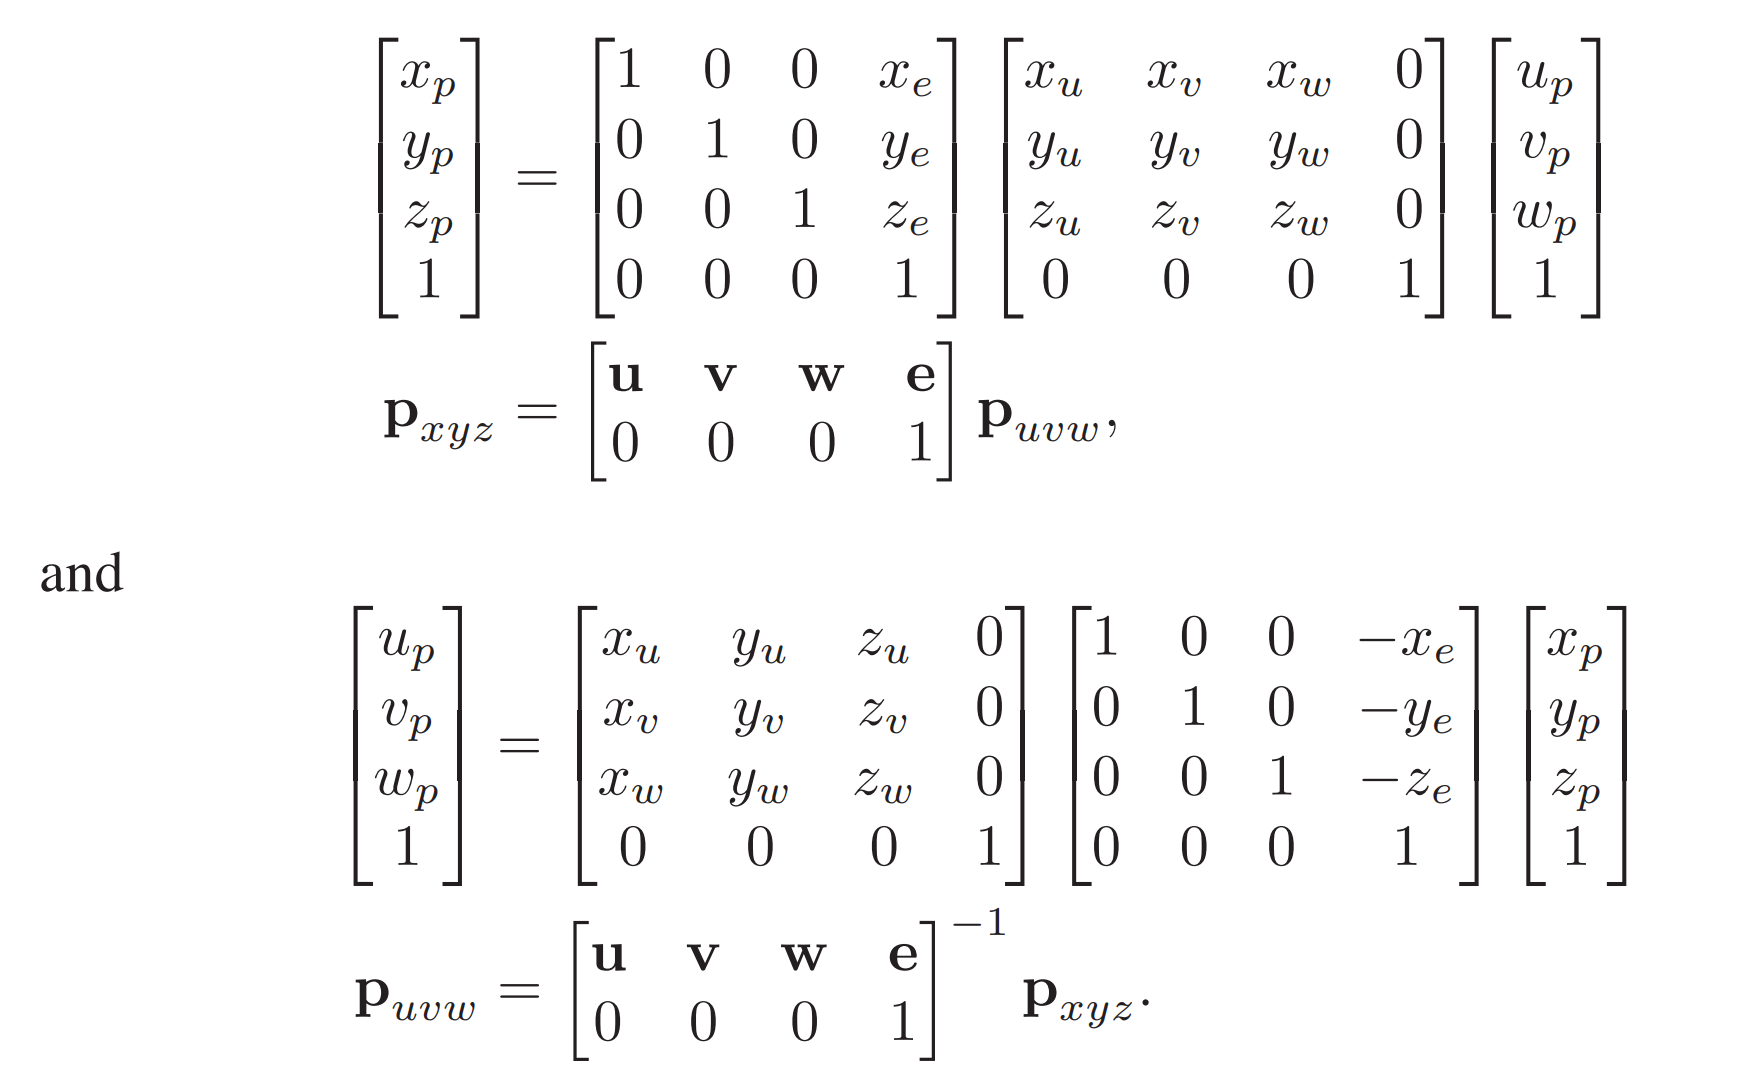 \begin{bmatrix} x_p \\ y_p \\ z_p \\ 1 \end{bmatrix} = \begin{bmatrix} 1 & 0 & 0 & x_e \\ 0 & 1 & 0 & y_e \\ 0 & 0 & 1 & z_e \\ 0 & 0 & 0 & 1 \end{bmatrix} \begin{bmatrix} x_u & x_v & x_w & 0 \\ y_u & y_v & y_w & 0 \\ z_u & z_v & z_w & 0 \\ 0 & 0 & 0 & 1 \end{bmatrix} \begin{bmatrix} u_p \\ v_p \\ w_p \\ 1 \end{bmatrix}
\mathbf{p}_{xyz} = \begin{bmatrix} \mathbf{u} & \mathbf{v} & \mathbf{w} & \mathbf{e} \\ 0 & 0 & 0 & 1 \end{bmatrix} \mathbf{p}_{uvw},
and
\begin{bmatrix} u_p \\ v_p \\ w_p \\ 1 \end{bmatrix} = \begin{bmatrix} x_u & y_u & z_u & 0 \\ x_v & y_v & z_v & 0 \\ x_w & y_w & z_w & 0 \\ 0 & 0 & 0 & 1 \end{bmatrix} \begin{bmatrix} 1 & 0 & 0 & -x_e \\ 0 & 1 & 0 & -y_e \\ 0 & 0 & 1 & -z_e \\ 0 & 0 & 0 & 1 \end{bmatrix} \begin{bmatrix} x_p \\ y_p \\ z_p \\ 1 \end{bmatrix}
\mathbf{p}_{uvw} = \begin{bmatrix} \mathbf{u} & \mathbf{v} & \mathbf{w} & \mathbf{e} \\ 0 & 0 & 0 & 1 \end{bmatrix}^{-1} \mathbf{p}_{xyz}.